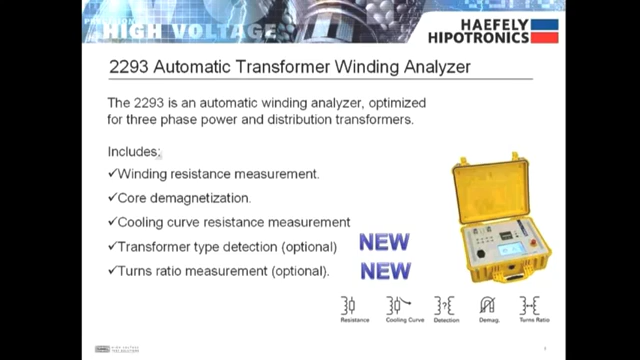 HIGH VOLTAGE
HAEFELY
HIPOTRONICS
2293 Automatic Transformer Winding Analyzer
The 2293 is an automatic winding analyzer, optimized
for three phase power and distribution transformers.
Includes:
✓Winding resistance measurement.
✓Core demagnetization.
✓Cooling curve resistance measurement
✓Transformer type detection (optional) NEW
✓Turns ratio measurement (optional). NEW
Resistance Cooling Curve Detection Demag. Turns Ratio